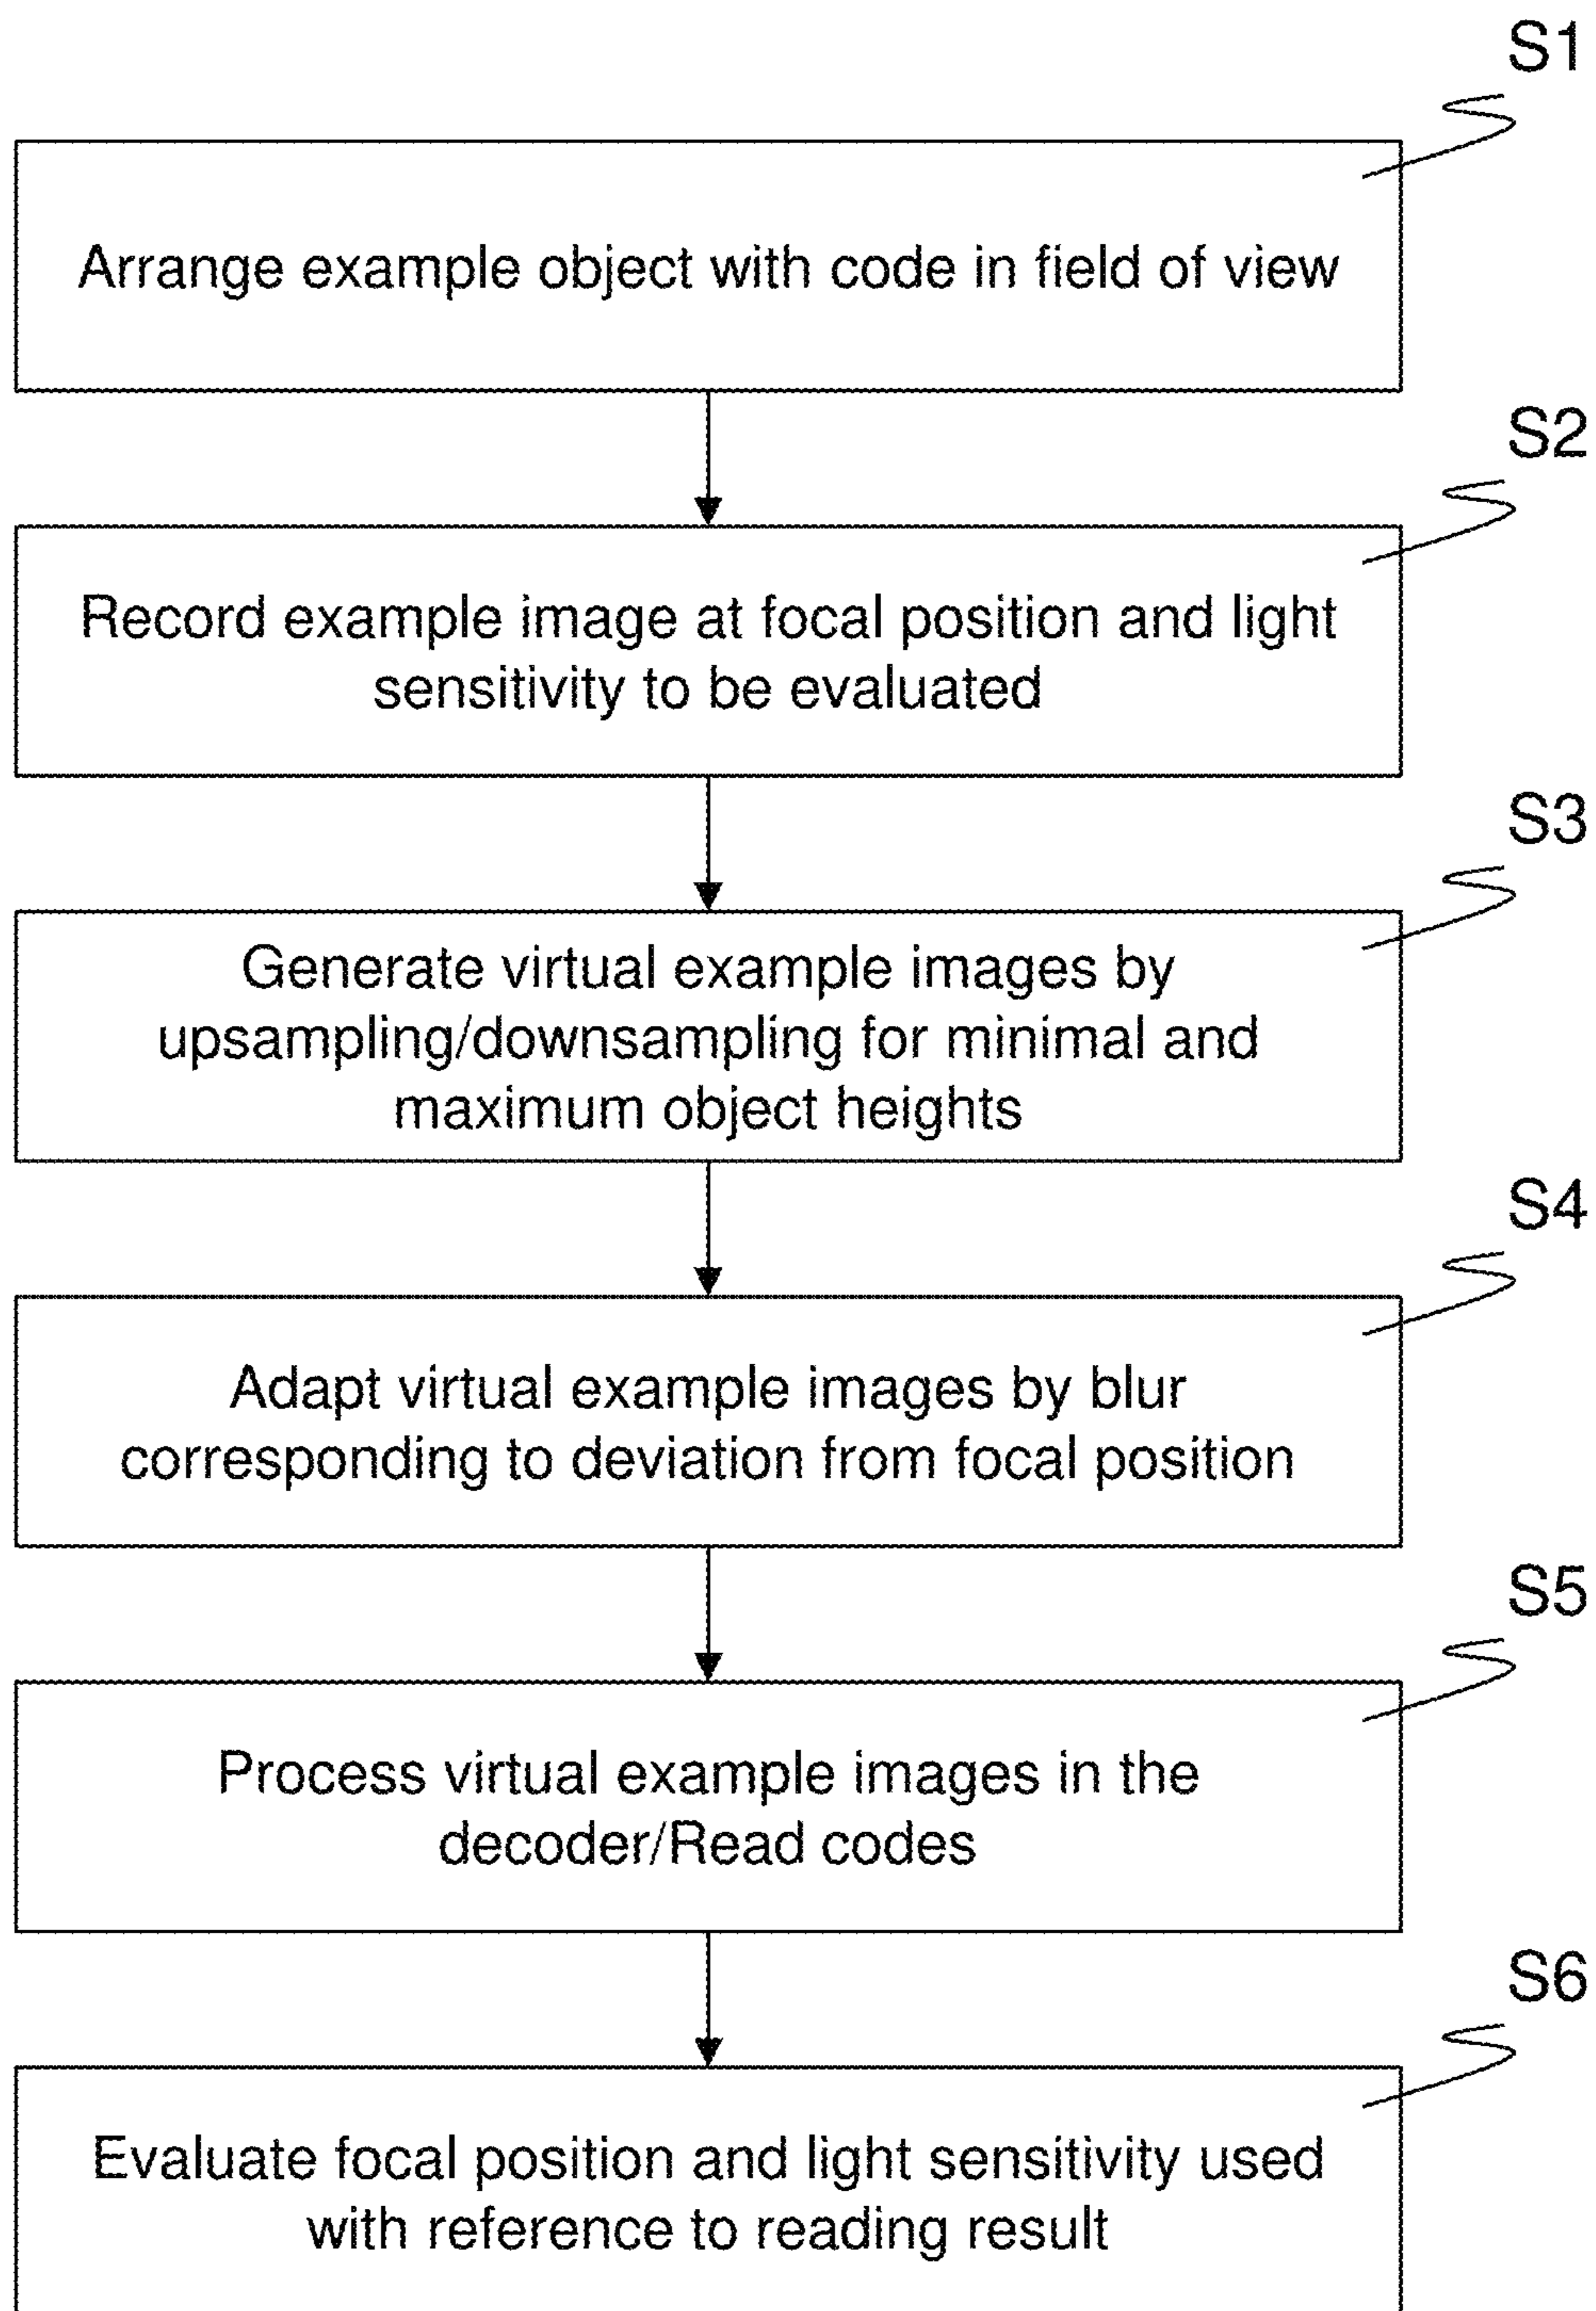 S1
Arrange example object with code in field of view
S2
Record example image at focal position and light
sensitivity to be evaluated
S3
Generate virtual example images by
upsampling/downsampling for minimal and
maximum object heights
S4
Adapt virtual example images by blur
corresponding to deviation from focal position
S5
Process virtual example images in the
decoder/Read codes
S6
Evaluate focal position and light sensitivity used
with reference to reading result